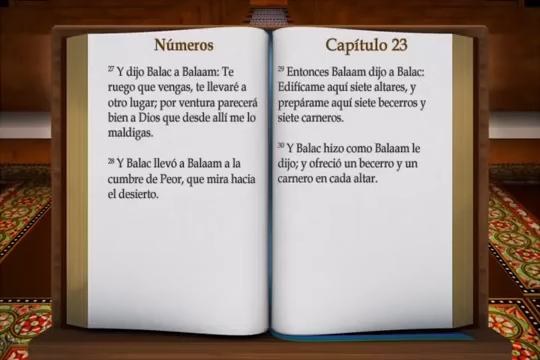 Números
27 Y dijo Balac a Balaam: Te
ruego que vengas, te llevaré a
otro lugar; por ventura parecerá
bien a Dios que desde allí me lo
maldigas.
28 Y Balac llevó a Balaam a la
cumbre de Peor, que mira hacia
el desierto.
Capítulo 23
29 Entonces Balaam dijo a Balac:
Edifícame aquí siete altares, y
prepárame aquí siete becerros y
siete carneros.
30 Y Balac hizo como Balaam le
dijo; y ofreció un becerro y un
carnero en cada altar.